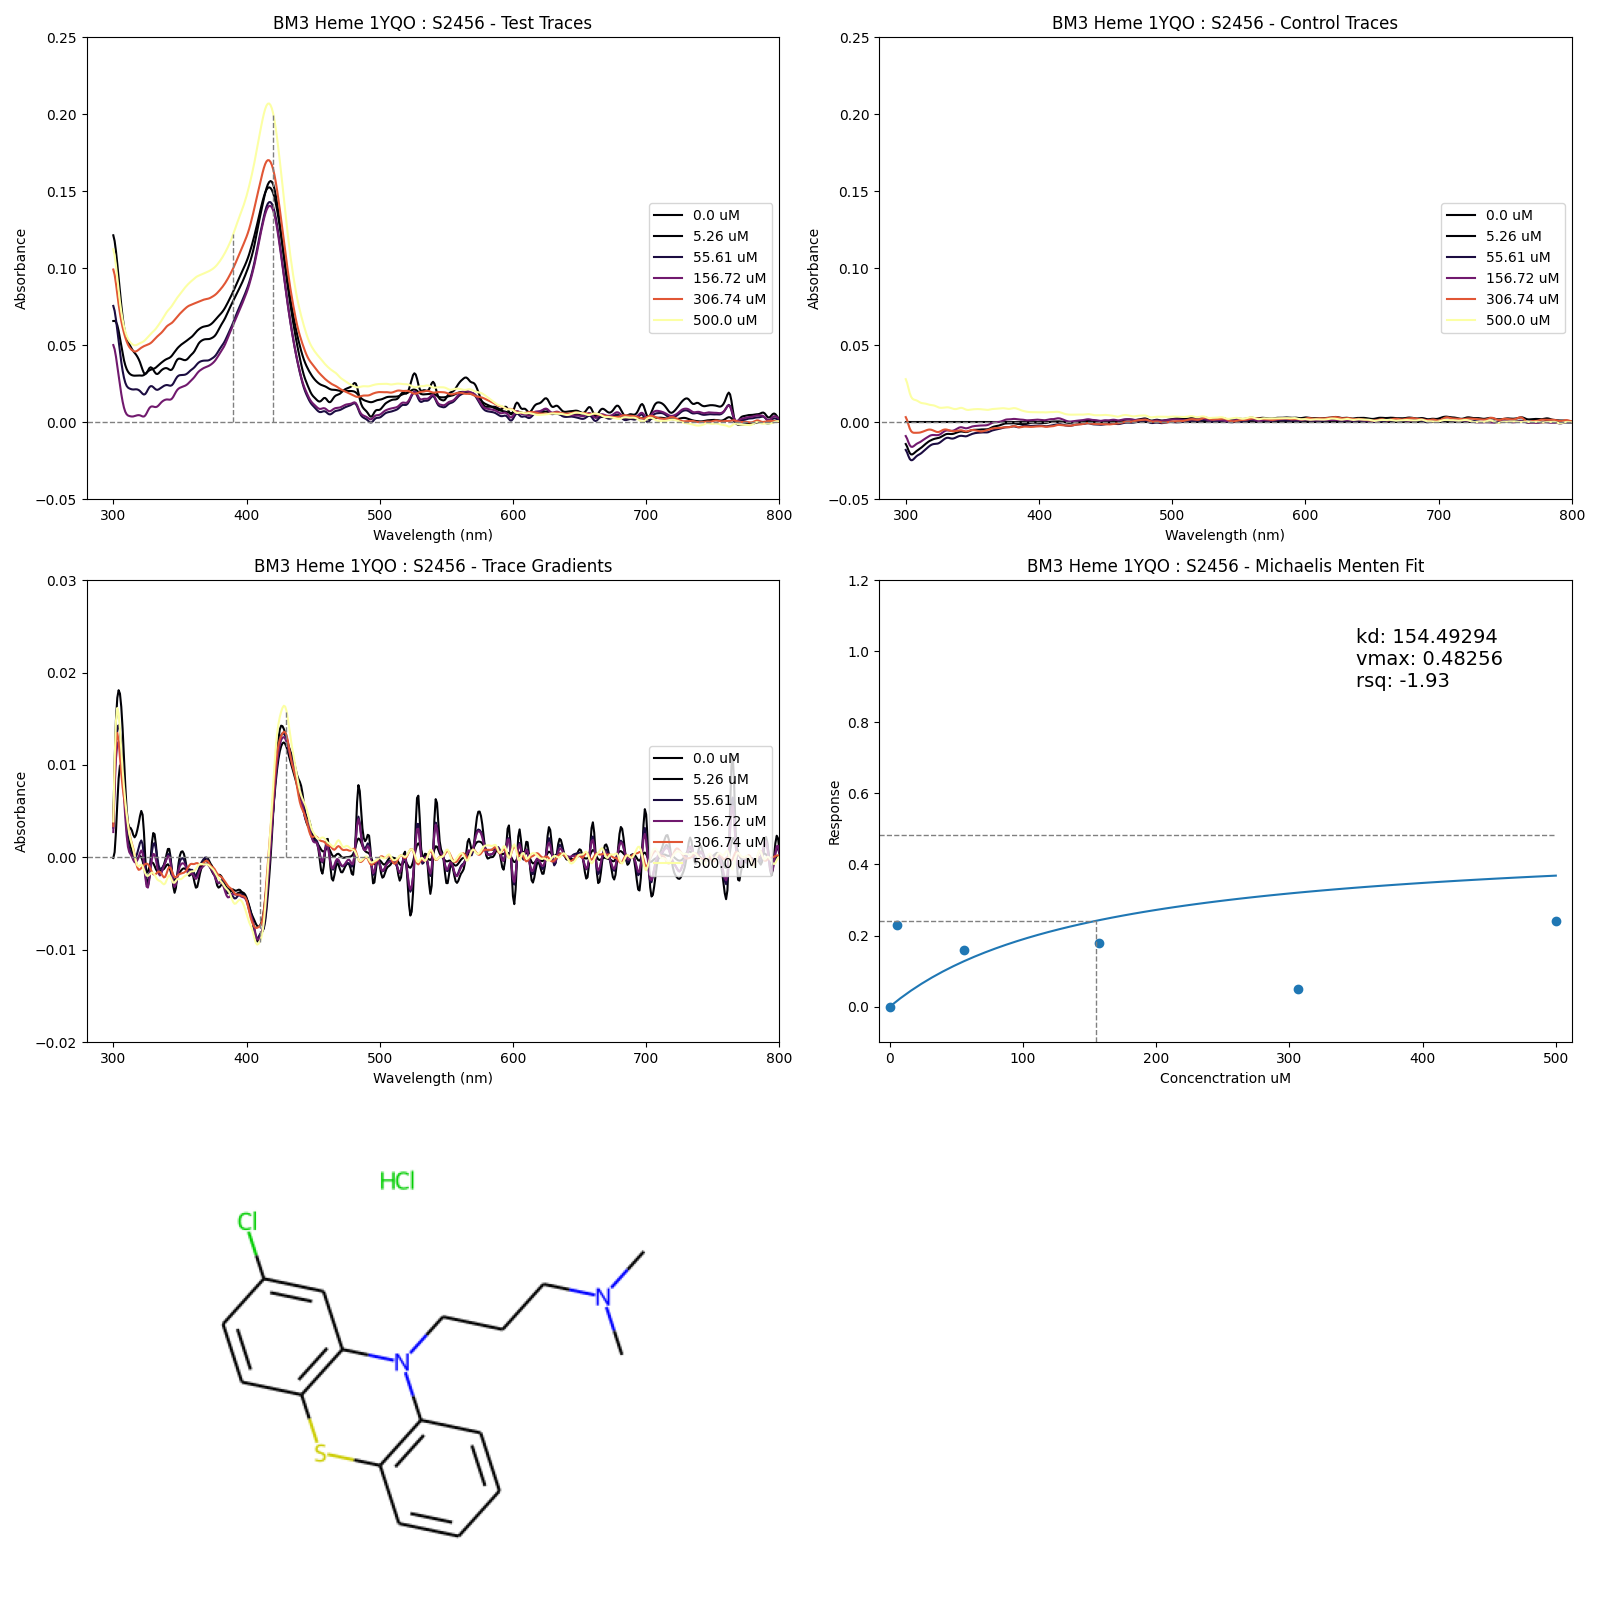 BM3 Heme 1YQO : S2456 - Test Traces
0.25
0.20
0.15
0.10
0.05
0.00
−0.05
Absorbance
300 400 500 600 700 800
Wavelength (nm)
0.0 uM
5.26 uM
55.61 uM
156.72 uM
306.74 uM
500.0 uM
BM3 Heme 1YQO : S2456 - Control Traces
0.25
0.20
0.15
0.10
0.05
0.00
−0.05
Absorbance
300 400 500 600 700 800
Wavelength (nm)
0.0 uM
5.26 uM
55.61 uM
156.72 uM
306.74 uM
500.0 uM
BM3 Heme 1YQO : S2456 - Trace Gradients
0.03
0.02
0.01
0.00
−0.01
−0.02
Absorbance
300 400 500 600 700 800
Wavelength (nm)
0.0 uM
5.26 uM
55.61 uM
156.72 uM
306.74 uM
500.0 uM
BM3 Heme 1YQO : S2456 - Michaelis Menten Fit
1.2
1.0
0.8
0.6
0.4
0.2
0.0
Response
kd: 154.49294
vmax: 0.48256
rsq: -1.93
0 100 200 300 400 500
Concenctration uM
HCl
Cl
N
N
S